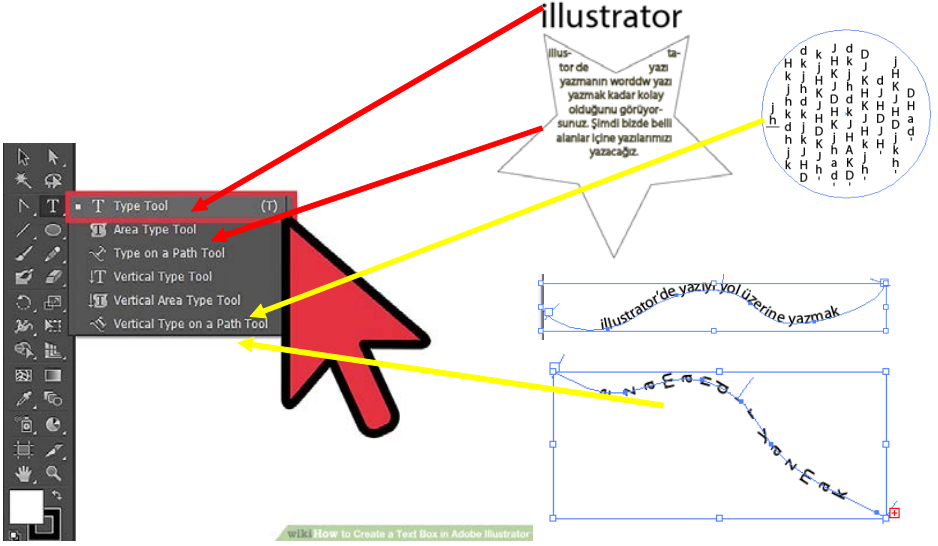 illustrator
illus- ta-
tor de yazı
yazmanın worddw yazı
yazmak kadar kolay
olduğunu görüyor-
sunuz. Şimdi bizde belli
alanlar içine yazılarımızı
yazacağız.
T
Type Tool (T)
Area Type Tool
Type on a Path Tool
Vertical Type Tool
Vertical Area Type Tool
Vertical Type on a Path Tool
illustrator'de yazıyı yol üzerine yazmak
yazmak
wikiHow to Create a Text Box in Adobe Illustrator